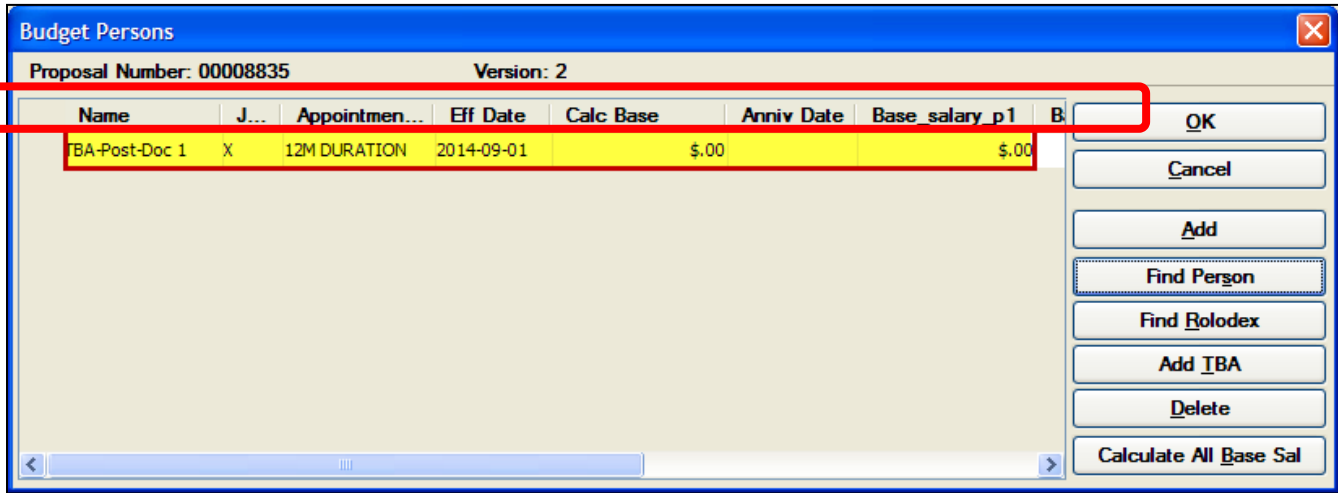 Budget Persons
Proposal Number: 00008835 Version: 2
Name J... Appointmen... Eff Date Calc Base Anniv Date Base_salary_p1 B
TBA-Post-Doc 1 X 12M DURATION 2014-09-01 $.00 $.00
OK
Cancel
Add
Find Person
Find Rolodex
Add TBA
Delete
Calculate All Base Sal